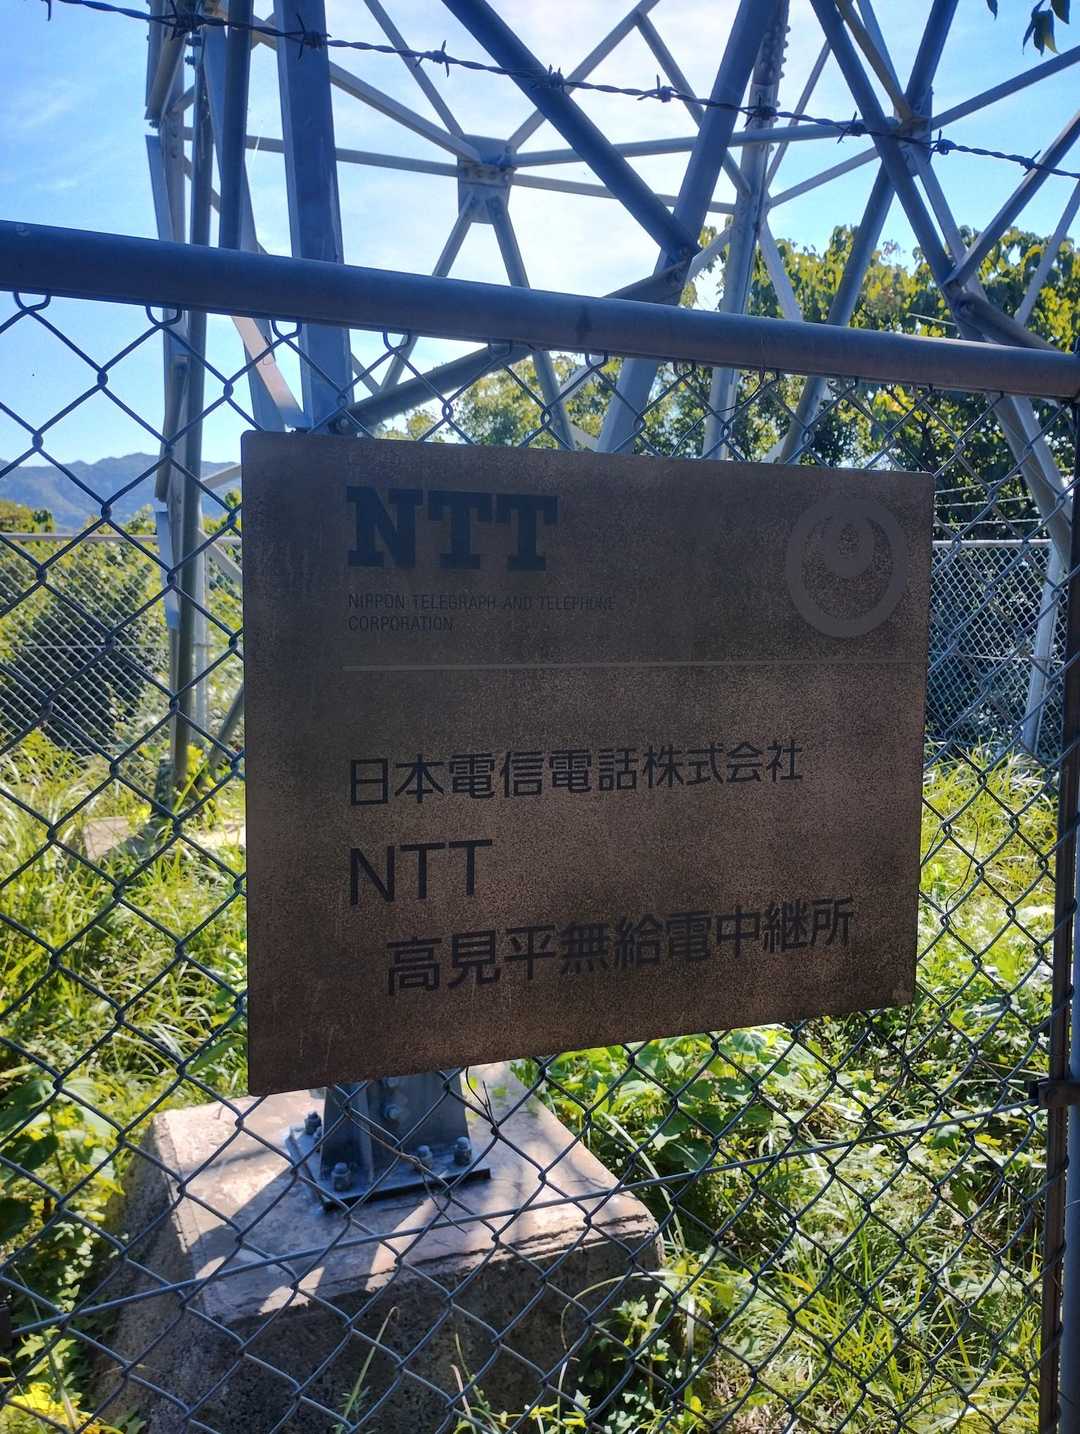 NTT
NIPPON TELEGRAPH AND TELEPHONE
CORPORATION
日本電信電話株式会社
NTT
高見平無給電中継所